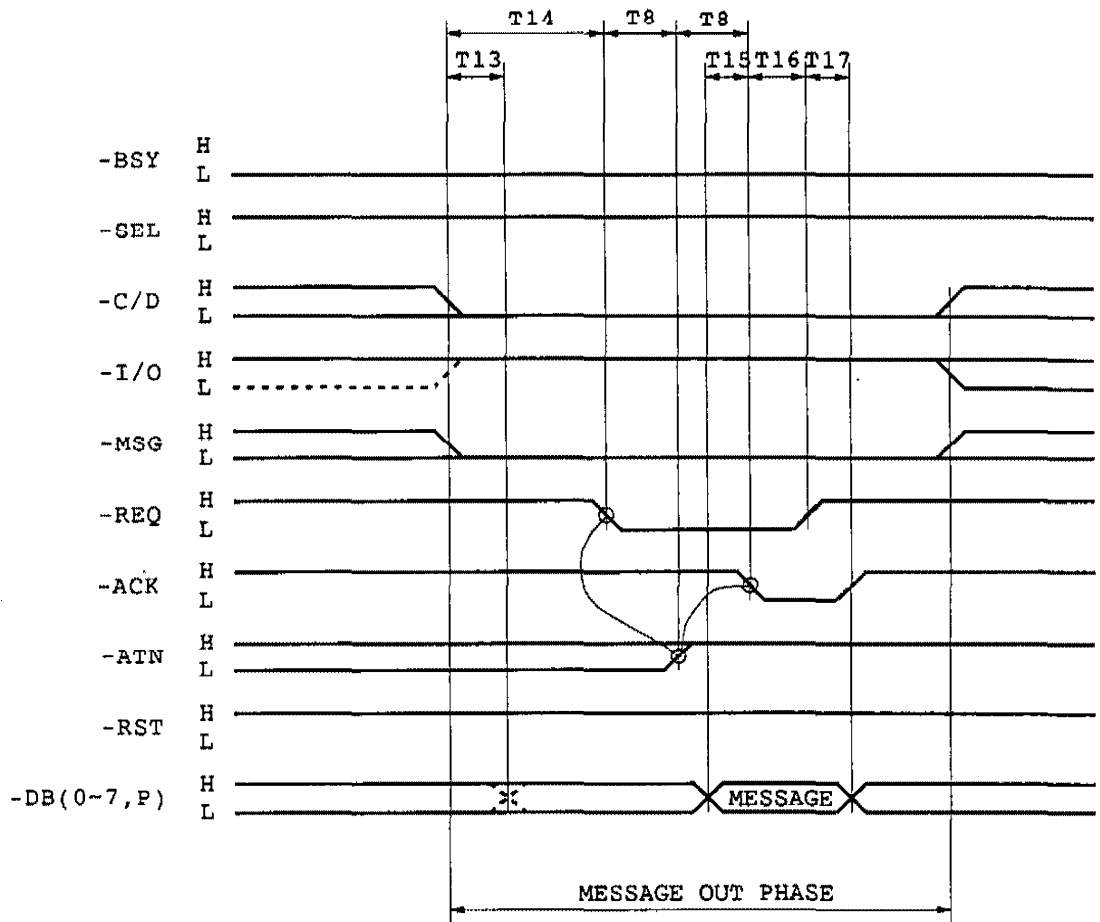 T14 T8 T8
T13 T15 T16 T17
-BSY H
L
-SEL H
L
-C/D H
L
-I/O H
L
-MSG H
L
-REQ H
L
-ACK H
L
-ATN H
L
-RST H
L
-DB(0~7,P) H
L
MESSAGE
MESSAGE OUT PHASE